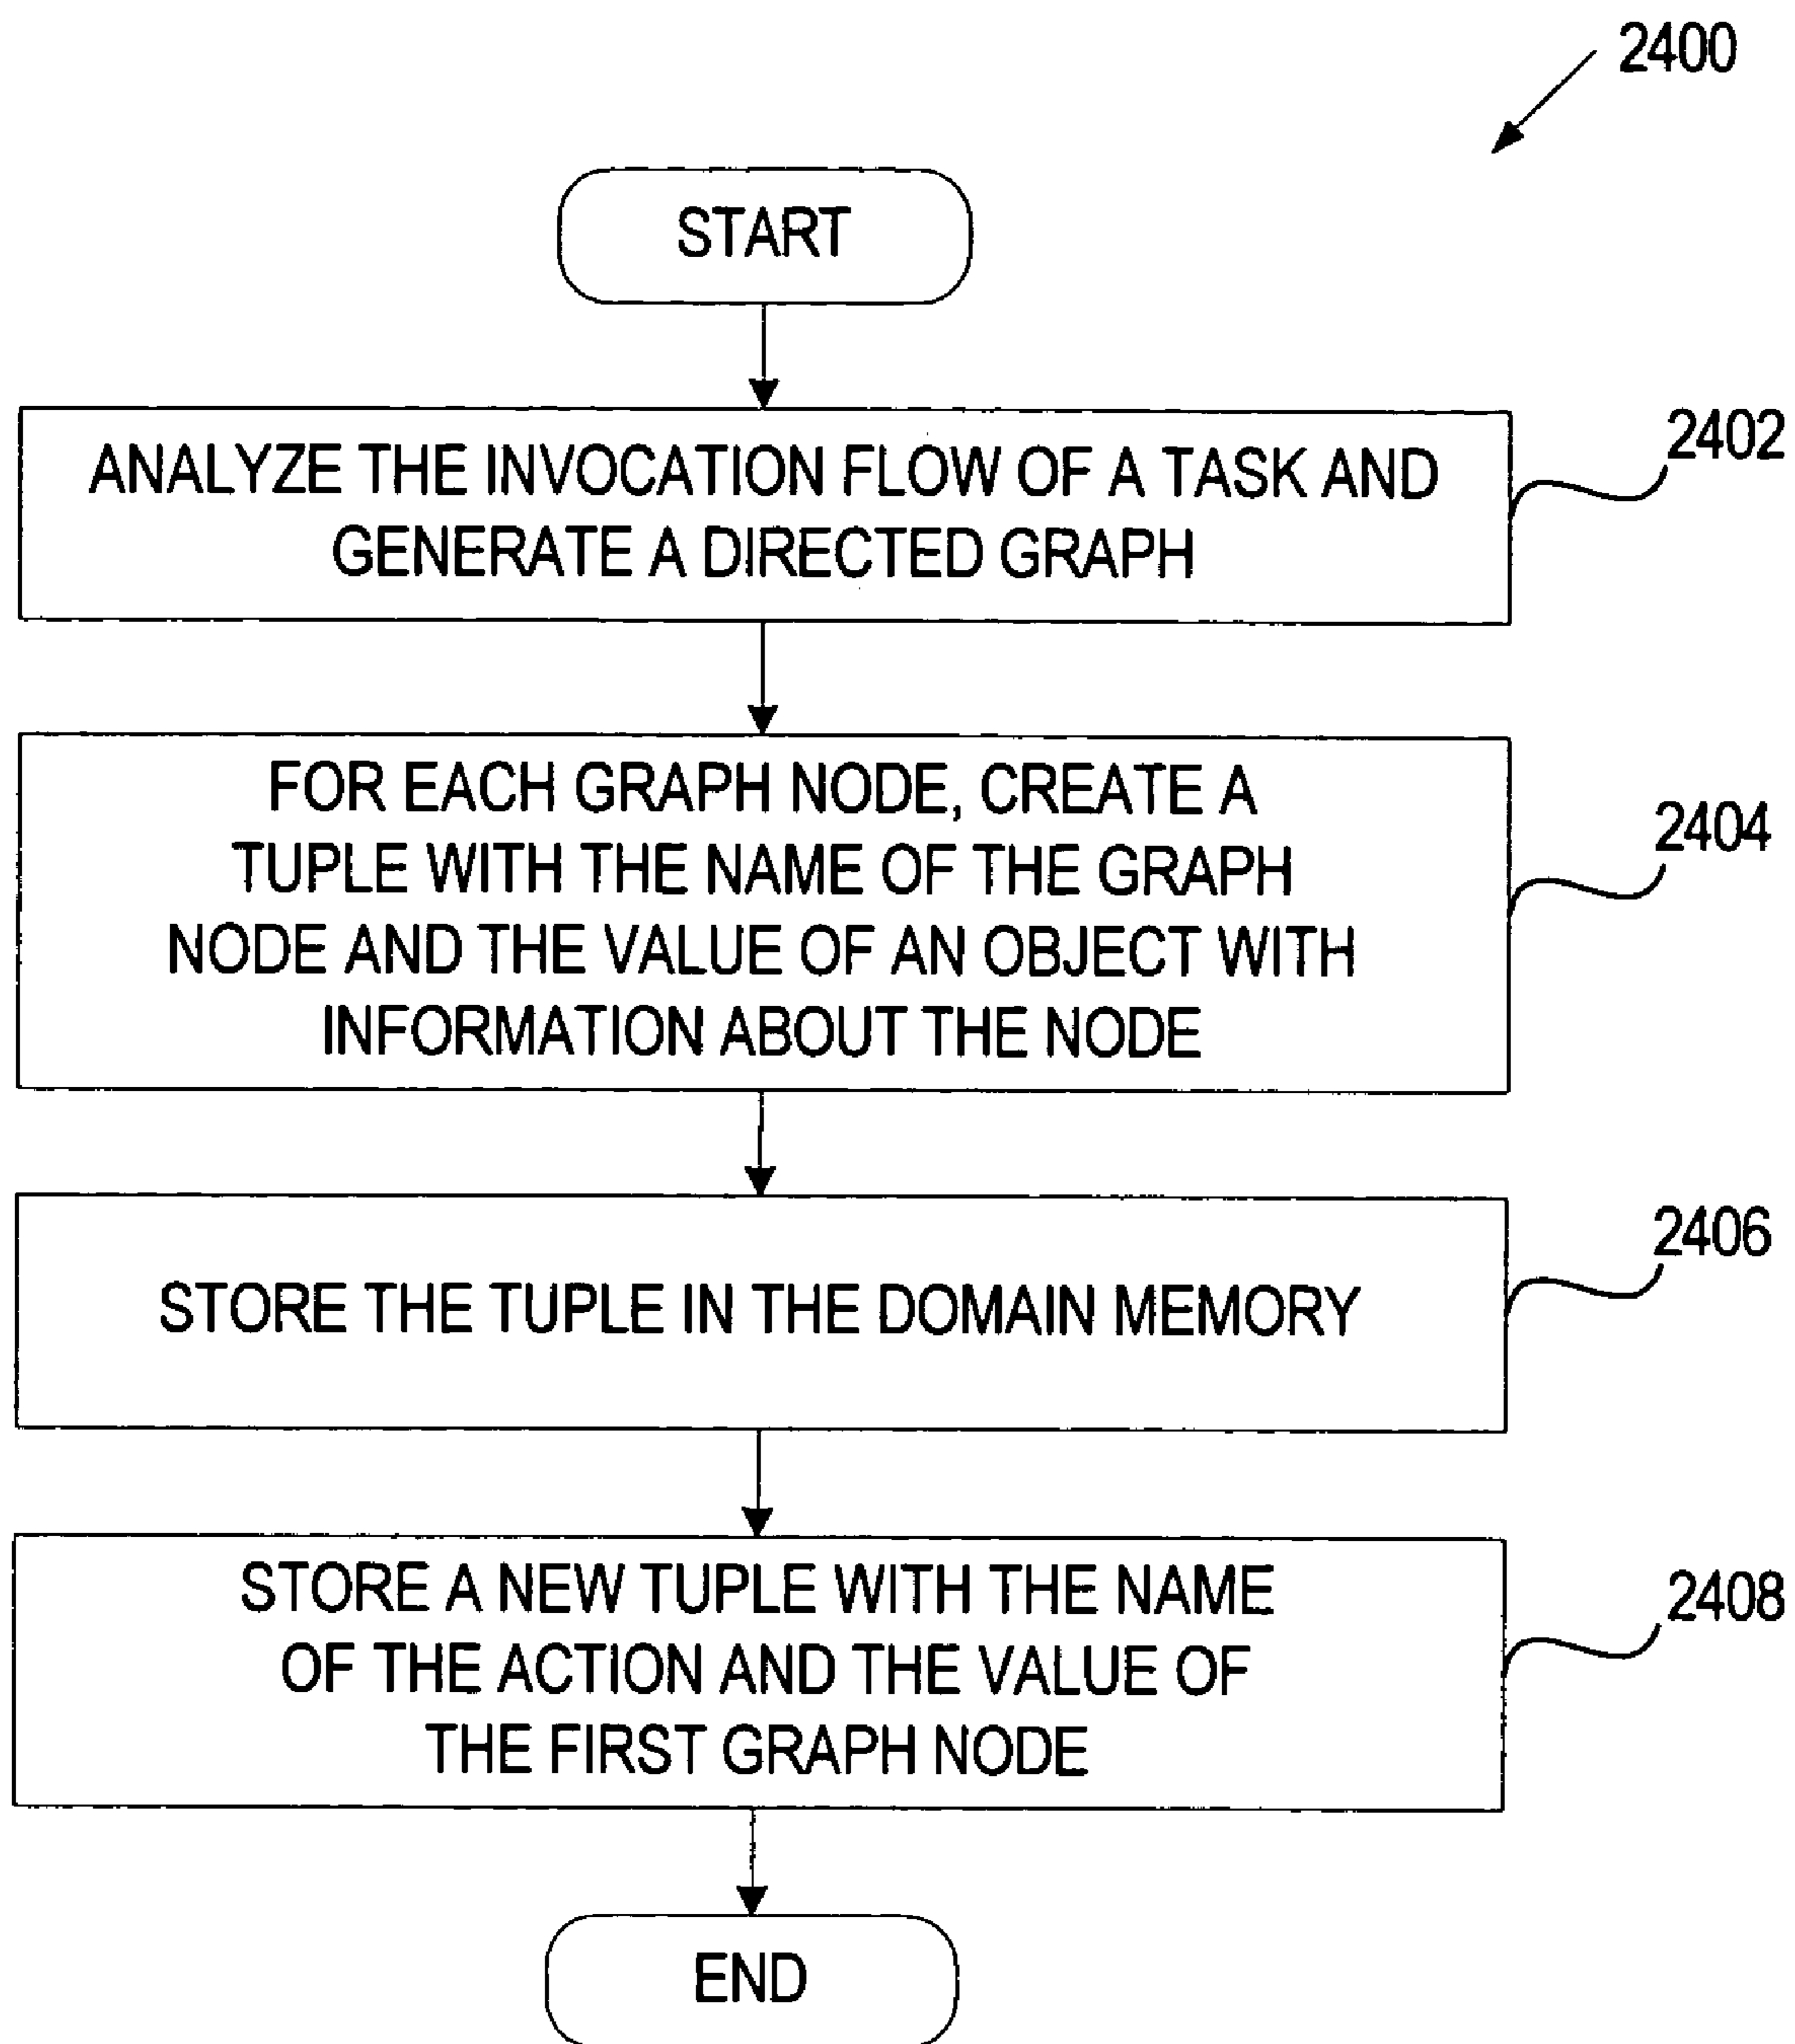 2400
START
ANALYZE THE INVOCATION FLOW OF A TASK AND
GENERATE A DIRECTED GRAPH
2402
FOR EACH GRAPH NODE, CREATE A
TUPLE WITH THE NAME OF THE GRAPH
NODE AND THE VALUE OF AN OBJECT WITH
INFORMATION ABOUT THE NODE
2404
STORE THE TUPLE IN THE DOMAIN MEMORY
2406
STORE A NEW TUPLE WITH THE NAME
OF THE ACTION AND THE VALUE OF
THE FIRST GRAPH NODE
2408
END